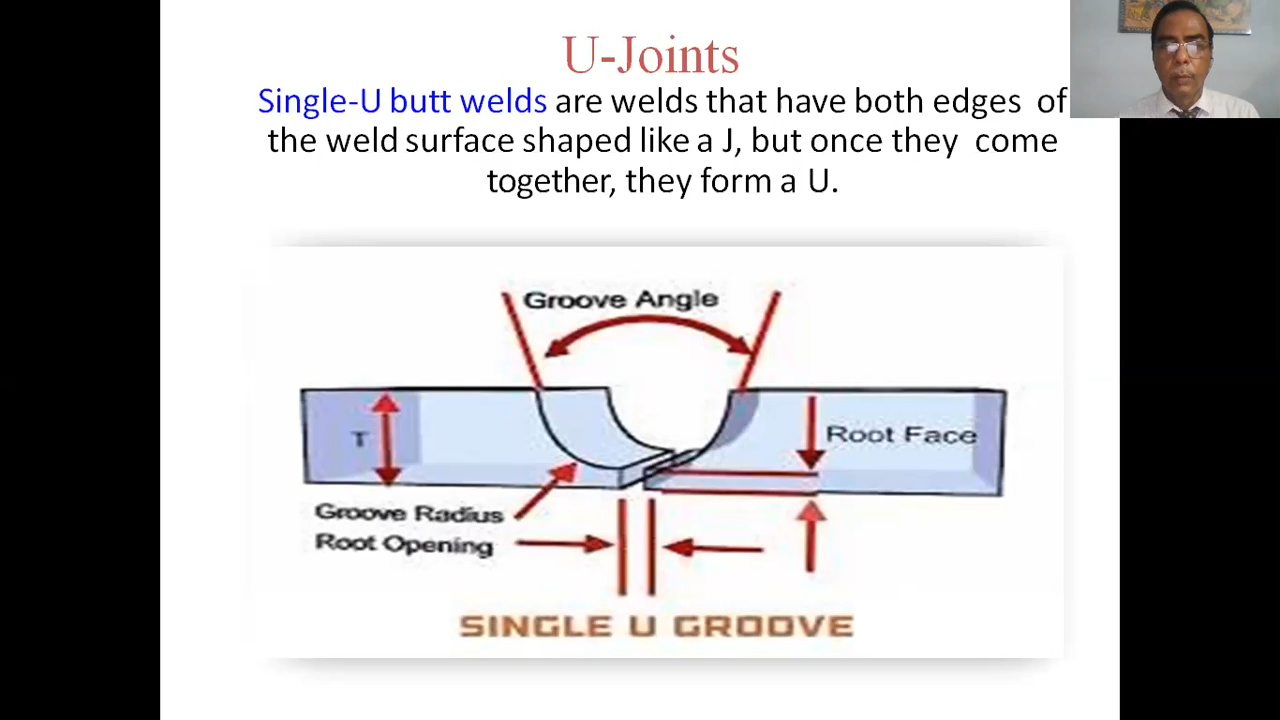 U-Joints
Single-U butt welds are welds that have both edges of
the weld surface shaped like a J, but once they come
together, they form a U.
Groove Angle
T
Root Face
Groove Radius
Root Opening
SINGLE U GROOVE